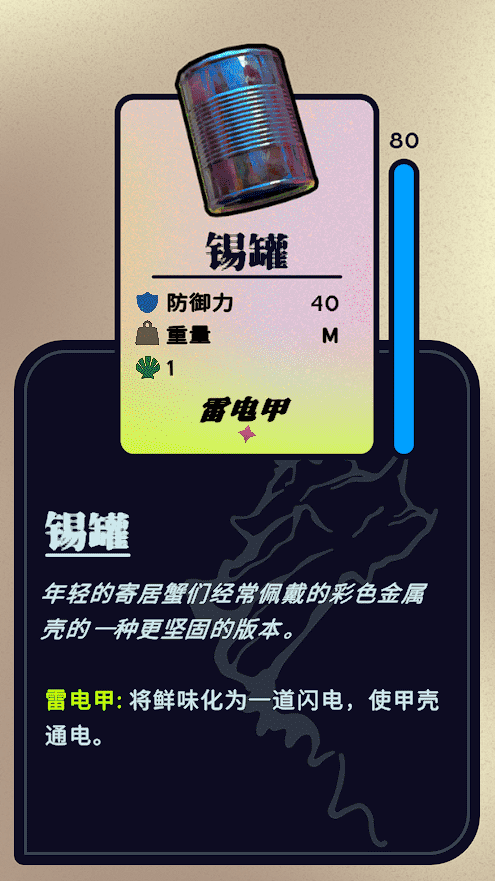 80
锡罐
防御力 40
重量 M
1
雷电甲
锡罐
年轻的寄居蟹们经常佩戴的彩色金属
壳的一种更坚固的版本。
雷电甲: 将鲜味化为一道闪电，使甲壳
通电。